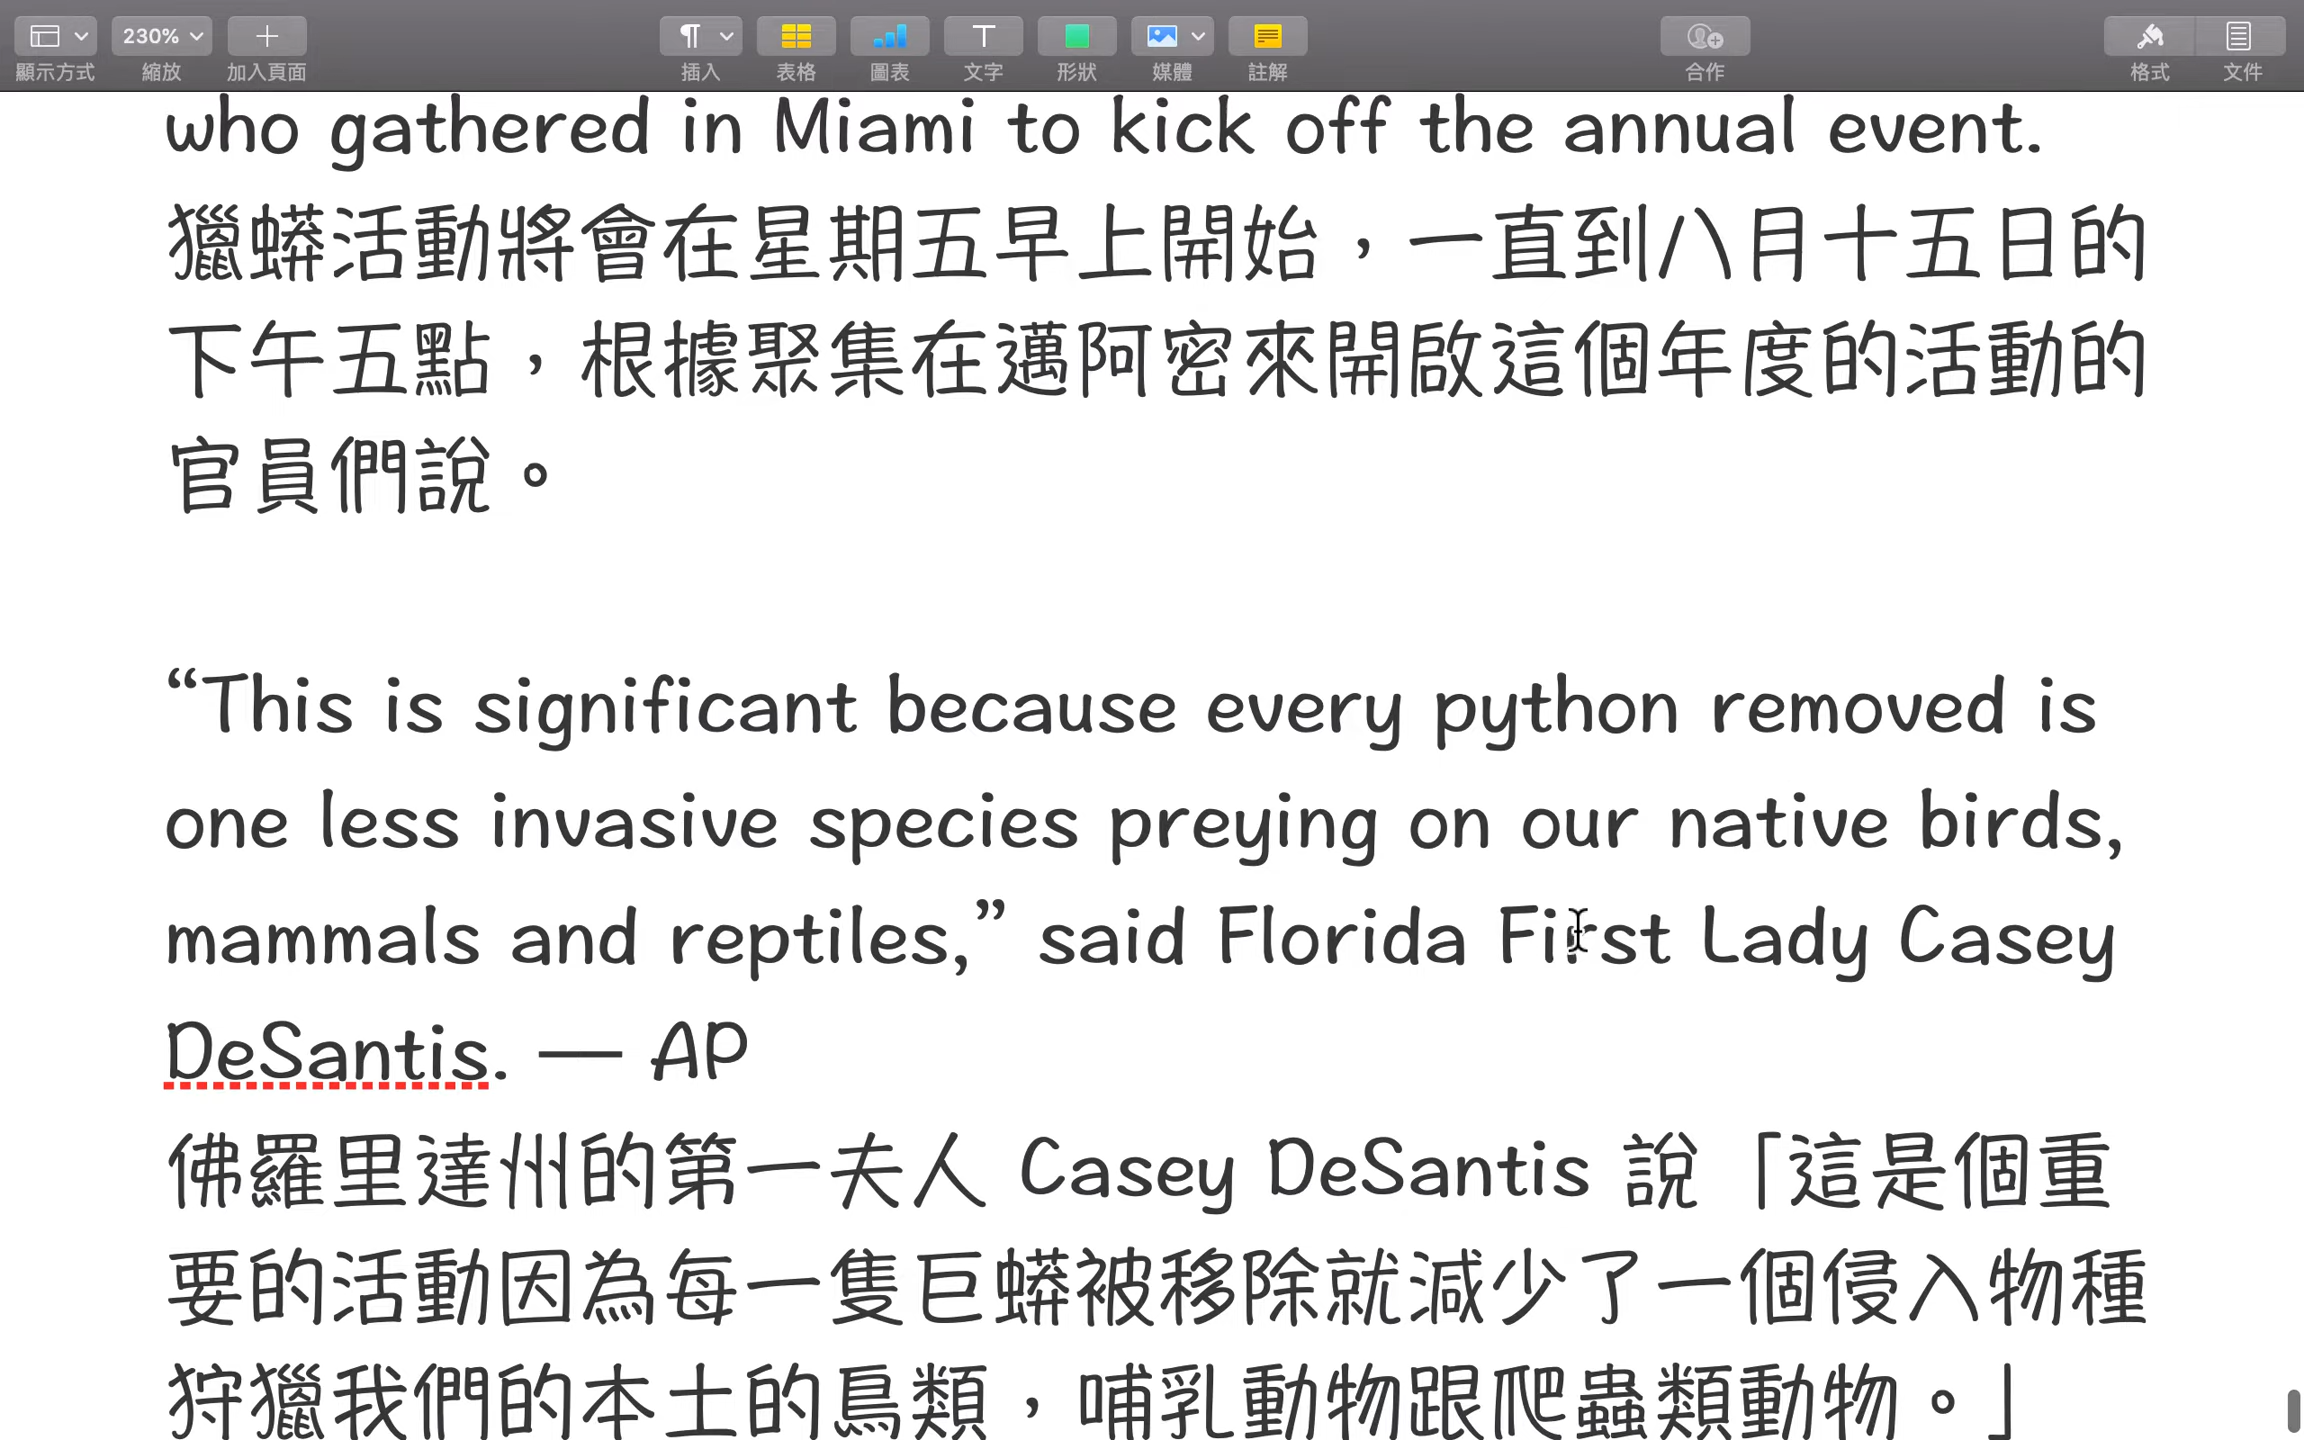 230%
顯示方式 縮放 加入頁面 插入 表格 圖表 文字 形狀 媒體 註解 合作 格式 文件
who gathered in Miami to kick off the annual event.
獵蟒活動將會在星期五早上開始，一直到八月十五日的
下午五點，根據聚集在邁阿密來開啟這個年度的活動的
官員們說。
“This is significant because every python removed is
one less invasive species preying on our native birds,
mammals and reptiles,” said Florida First Lady Casey
DeSantis. — AP
佛羅里達州的第一夫人 Casey DeSantis 說「這是個重
要的活動因為每一隻巨蟒被移除就減少了一個侵入物種
狩獵我們的本土的鳥類，哺乳動物跟爬蟲類動物。」